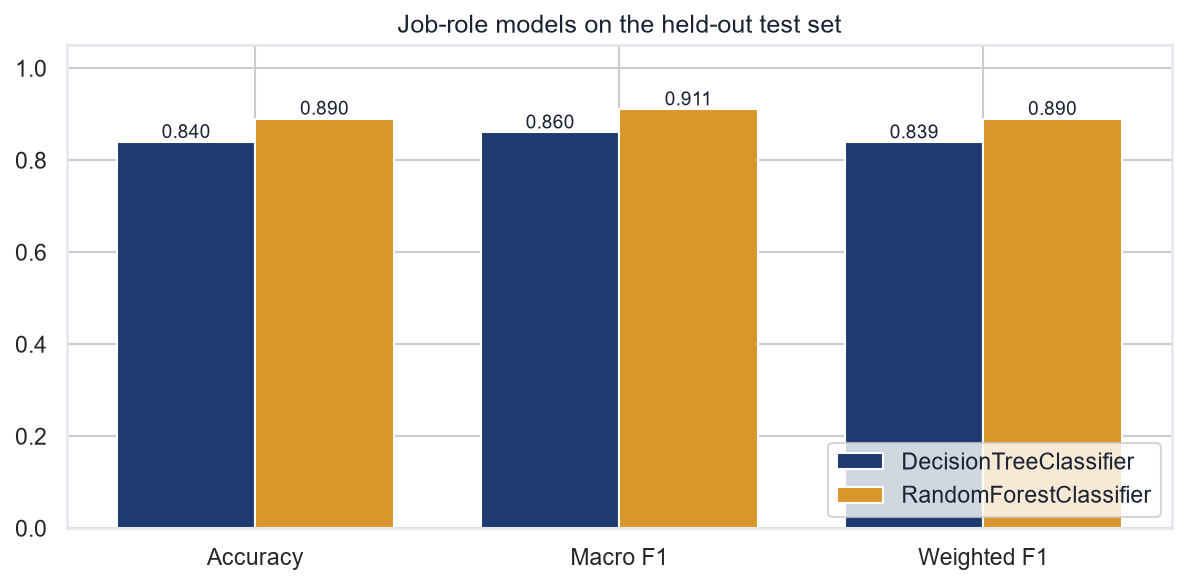 Job-role models on the held-out test set
1.0
0.8
0.6
0.4
0.2
0.0
0.840
0.890
0.860
0.911
0.839
0.890
DecisionTreeClassifier
RandomForestClassifier
Accuracy
Macro F1
Weighted F1